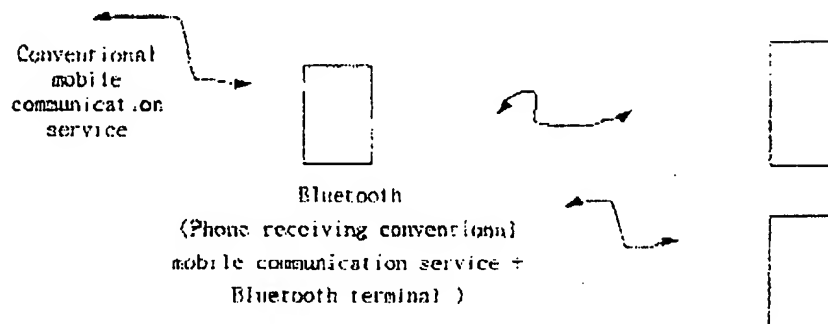 Conventional
mobile
communication
service
Bluetooth
(Phone receiving conventional
mobile communication service +
Bluetooth terminal )